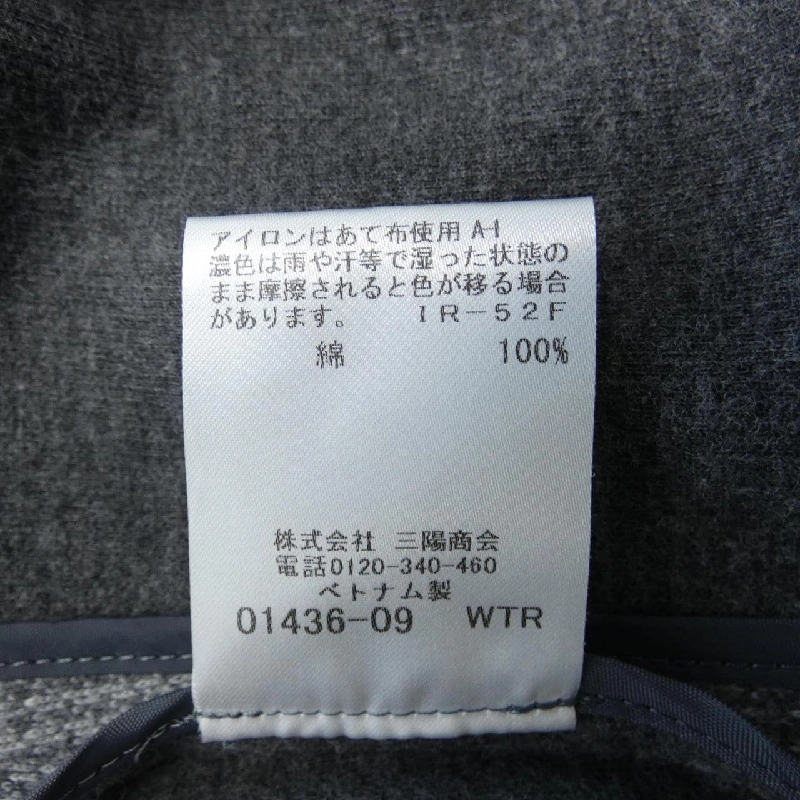 アイロンはあて布使用 A-I
濃色は雨や汗等で湿った状態の
まま摩擦されると色が移る場合
があります。 IR-52F
綿 100%
株式会社 三陽商会
電話0120-340-460
ベトナム製
01436-09 WTR